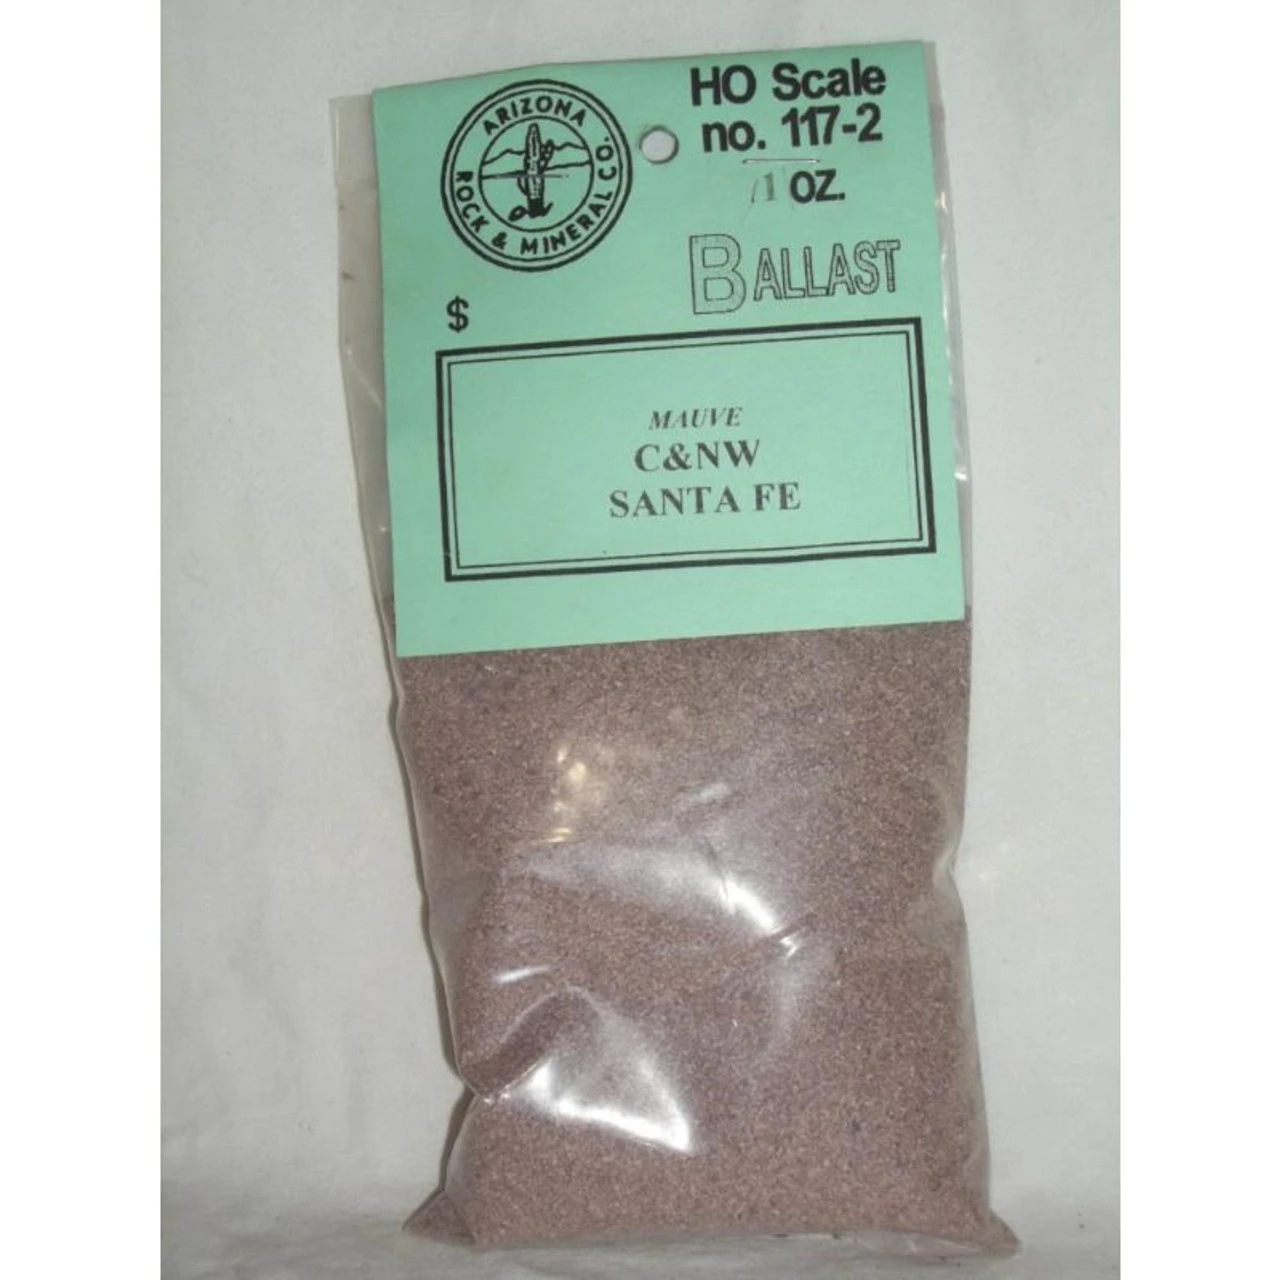 ARIZONA
ROCK & MINERAL CO.
HO Scale
no. 117-2
OZ.
BALLAST
$
MAUVE
C&NW
SANTA FE